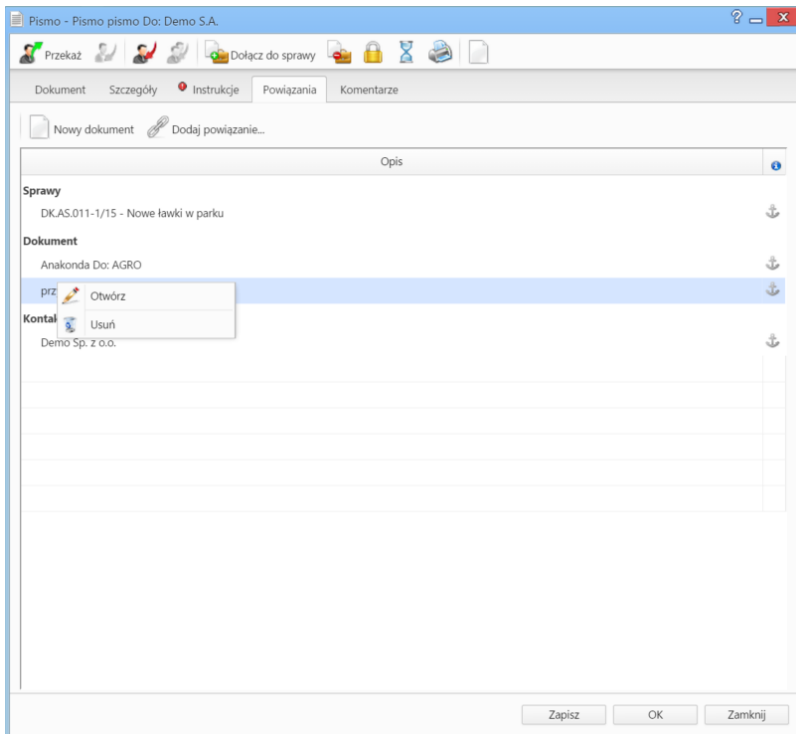 Pismo - Pismo pismo Do: Demo S.A.
Przekaż Dołącz do sprawy
Dokument Szczegóły Instrukcje Powiązania Komentarze
Nowy dokument Dodaj powiązanie...
Opis
Sprawy
DK.AS.011-1/15 - Nowe ławki w parku
Dokument
Anakonda Do: AGRO
Otwórz
Usuń
Demo Sp. z o.o.
Zapisz OK Zamknij